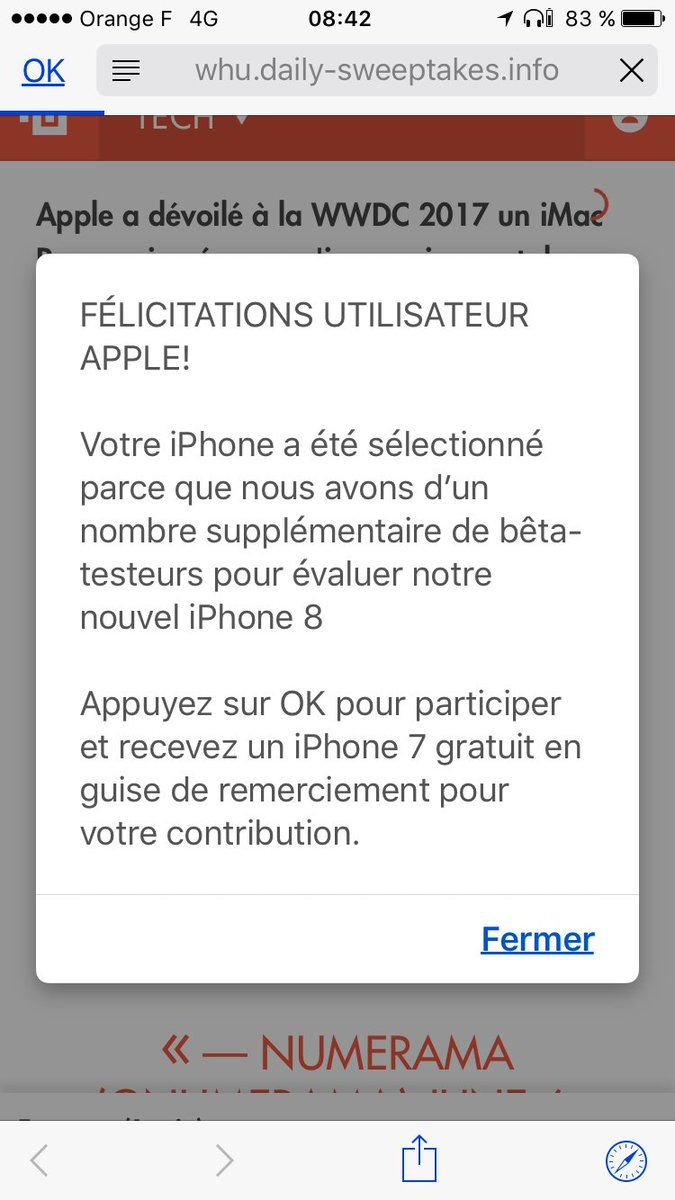 Orange F 4G 08:42 83 %
OK whu.daily-sweeptakes.info
TECH
Apple a dévoilé à la WWDC 2017 un iMac
FÉLICITATIONS UTILISATEUR
APPLE!
Votre iPhone a été sélectionné
parce que nous avons d’un
nombre supplémentaire de bêta-
testeurs pour évaluer notre
nouvel iPhone 8
Appuyez sur OK pour participer
et recevez un iPhone 7 gratuit en
guise de remerciement pour
votre contribution.
Fermer
« — NUMERAMA